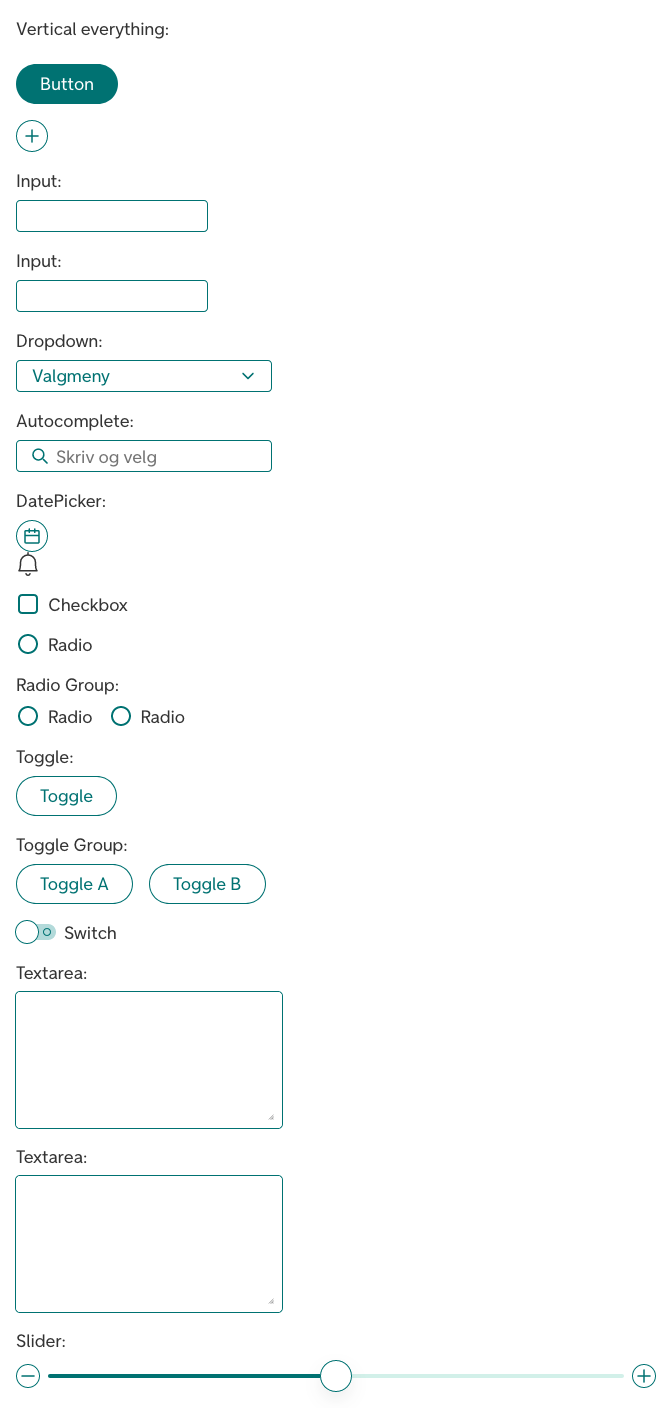 Vertical everything:
Button
Input:
Input:
Dropdown:
Valgmeny
Autocomplete:
Skriv og velg
DatePicker:
Checkbox
Radio
Radio Group:
Radio Radio
Toggle:
Toggle
Toggle Group:
Toggle A Toggle B
Switch
Textarea:
Textarea:
Slider: